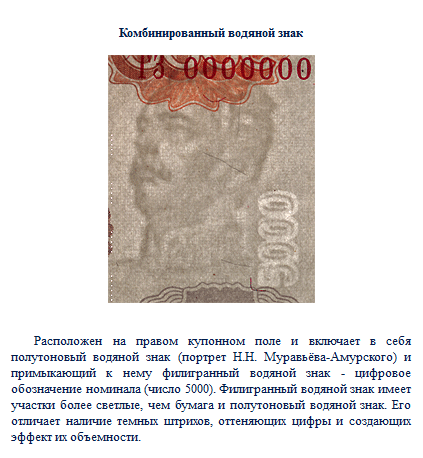 Комбинированный водяной знак
13 0000000
5000
Расположен на правом купонном поле и включает в себя
полутоновый водяной знак (портрет Н.Н. Муравьёва-Амурского) и
примыкающий к нему филигранный водяной знак - цифровое
обозначение номинала (число 5000). Филигранный водяной знак имеет
участки более светлые, чем бумага и полутоновый водяной знак. Его
отличает наличие темных штрихов, оттеняющих цифры и создающих
эффект их объемности.